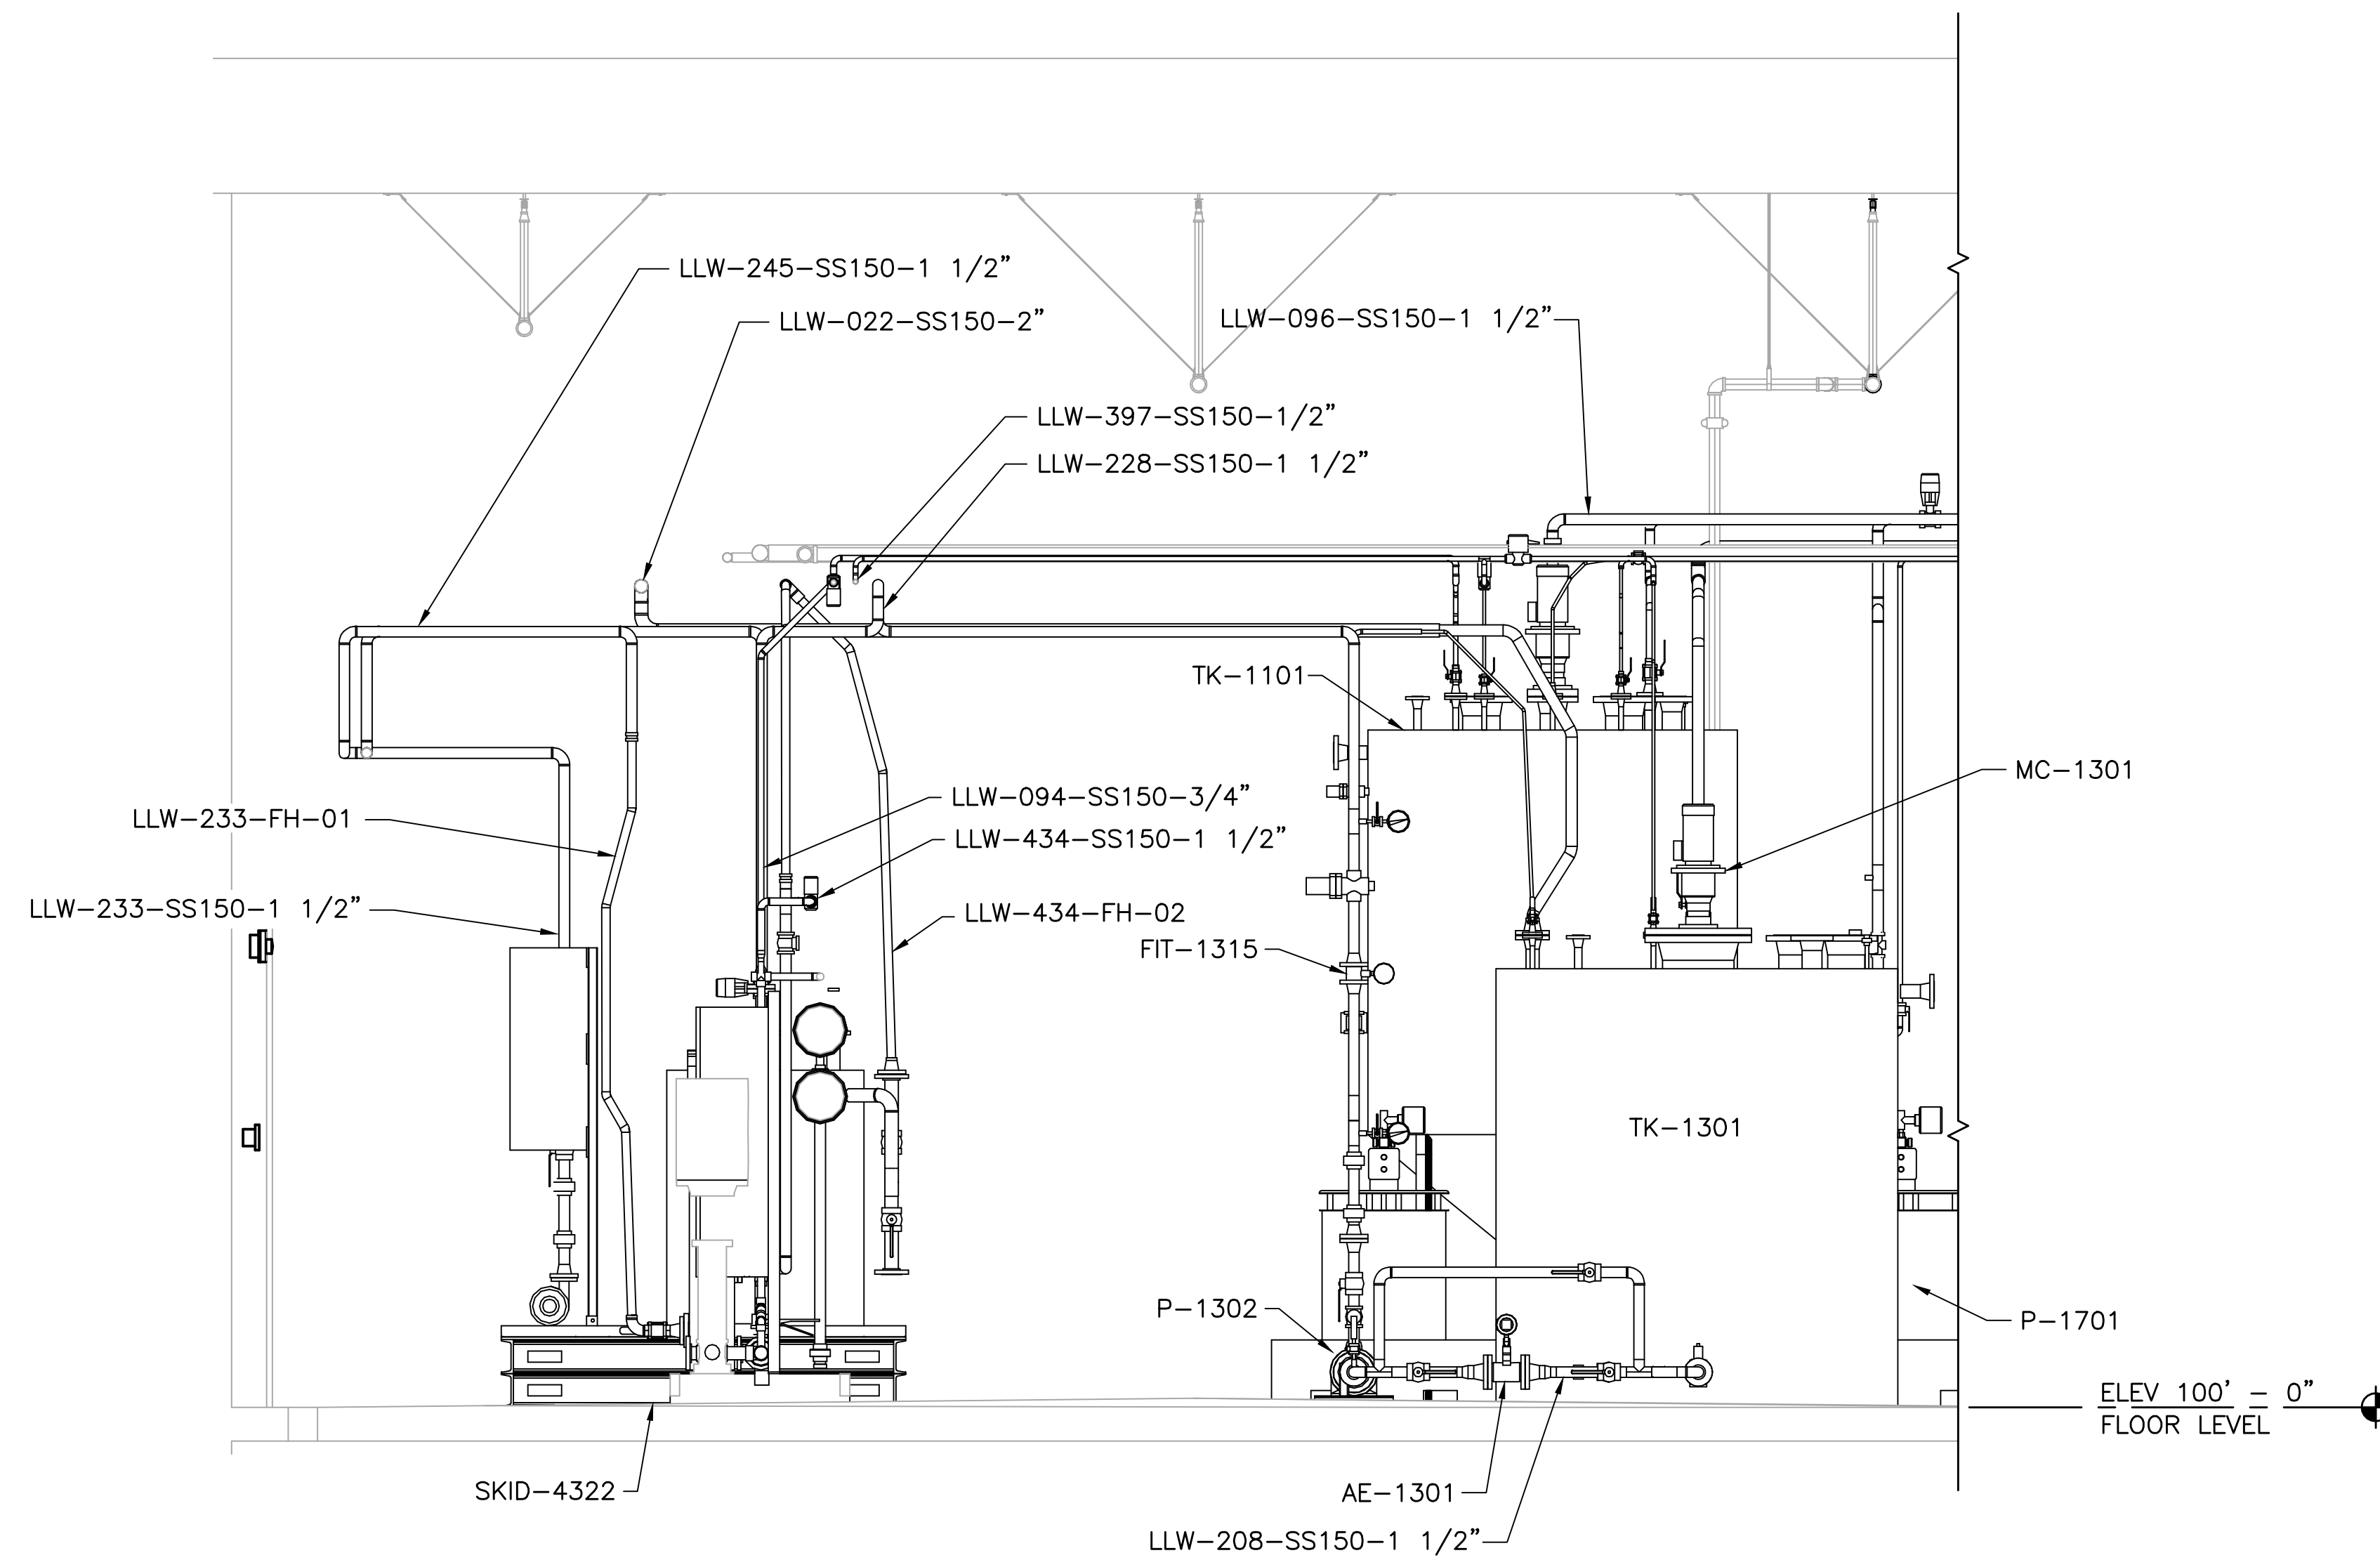 LLW-245-SS150-1 1/2”
LLW-022-SS150-2”
LLW-096-SS150-1 1/2”
LLW-397-SS150-1/2”
LLW-228-SS150-1 1/2”
TK-1101
MC-1301
LLW-094-SS150-3/4”
LLW-233-FH-01
LLW-434-SS150-1 1/2”
LLW-233-SS150-1 1/2”
LLW-434-FH-02
FIT-1315
TK-1301
P-1302
P-1701
ELEV 100’ - 0”
FLOOR LEVEL
SKID-4322
AE-1301
LLW-208-SS150-1 1/2”